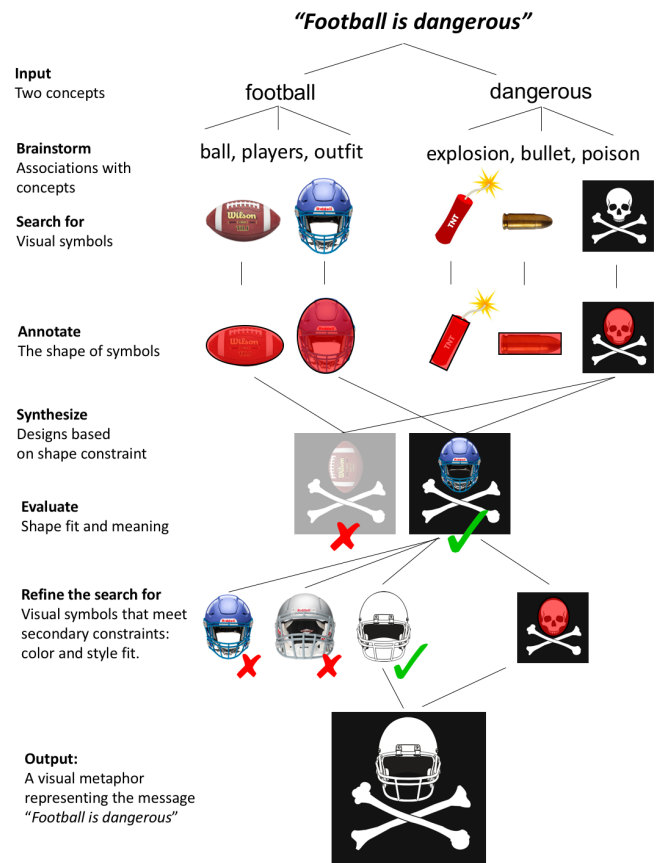 “Football is dangerous”
Input
Two concepts
football
dangerous
Brainstorm
Associations with
concepts
ball, players, outfit
explosion, bullet, poison
Search for
Visual symbols
Wilson
Riddell
TNT
Annotate
The shape of symbols
Wilson
TNT
Synthesize
Designs based
on shape constraint
Evaluate
Shape fit and meaning
Refine the search for
Visual symbols that meet
secondary constraints:
color and style fit.
Output:
A visual metaphor
representing the message
“Football is dangerous”